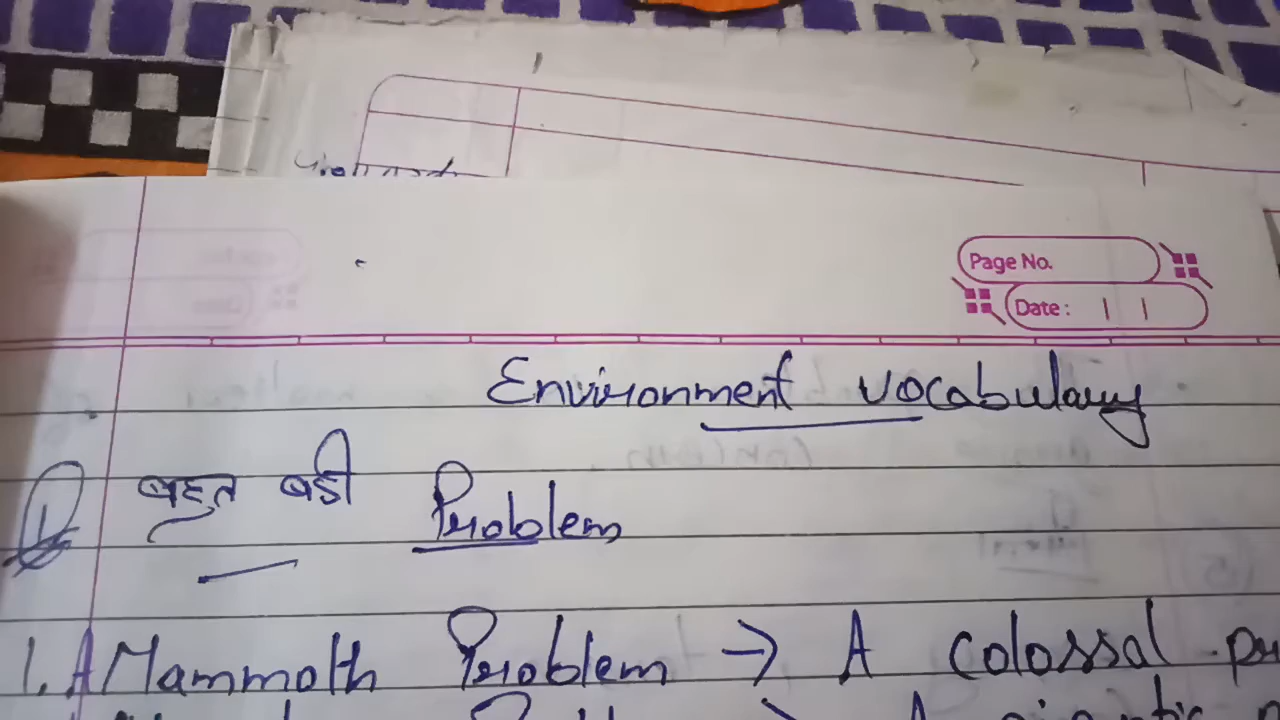 Page No.
Date :
Environment vocabulary
① बहुत बडी Problem
1. A Mammoth Problem → A colossal